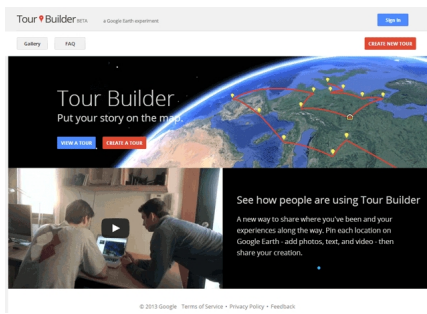 Tour Builder BETA a Google Earth experiment
Sign in
Gallery FAQ CREATE NEW TOUR
Tour Builder
Put your story on the map.
VIEW A TOUR CREATE A TOUR
See how people are using Tour Builder
A new way to share where you've been and your
experiences along the way. Pin each location
on Google Earth - add photos, text, and video - then
share your creation.
© 2013 Google Terms of Service • Privacy Policy • Feedback